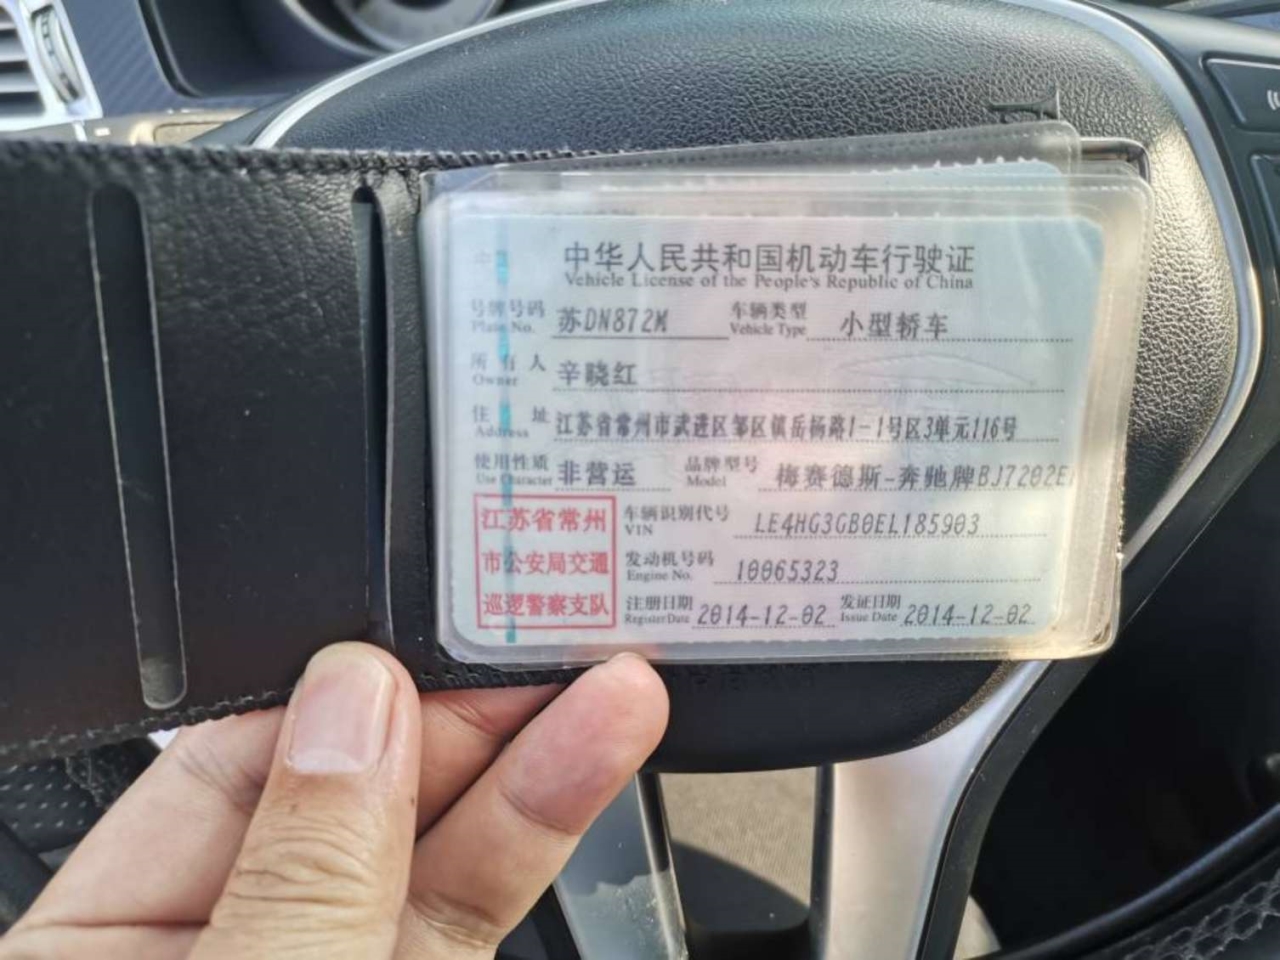 中华人民共和国机动车行驶证
Vehicle License of the People's Republic of China
号牌号码 苏DN872M 车辆类型 小型轿车
Plate No. Vehicle Type
所有人 辛晓红
Owner
住址 江苏省常州市武进区邹区镇岳杨路1-1号区3单元116号
Address
使用性质 非营运 品牌型号 梅赛德斯-奔驰牌BJ7202E
Use Character Model
江苏省常州
市公安局交通
巡逻警察支队
车辆识别代号 LE4HG3GB0EL185903
VIN
发动机号码 10065323
Engine No.
注册日期 2014-12-02 发证日期 2014-12-02
Register Date Issue Date